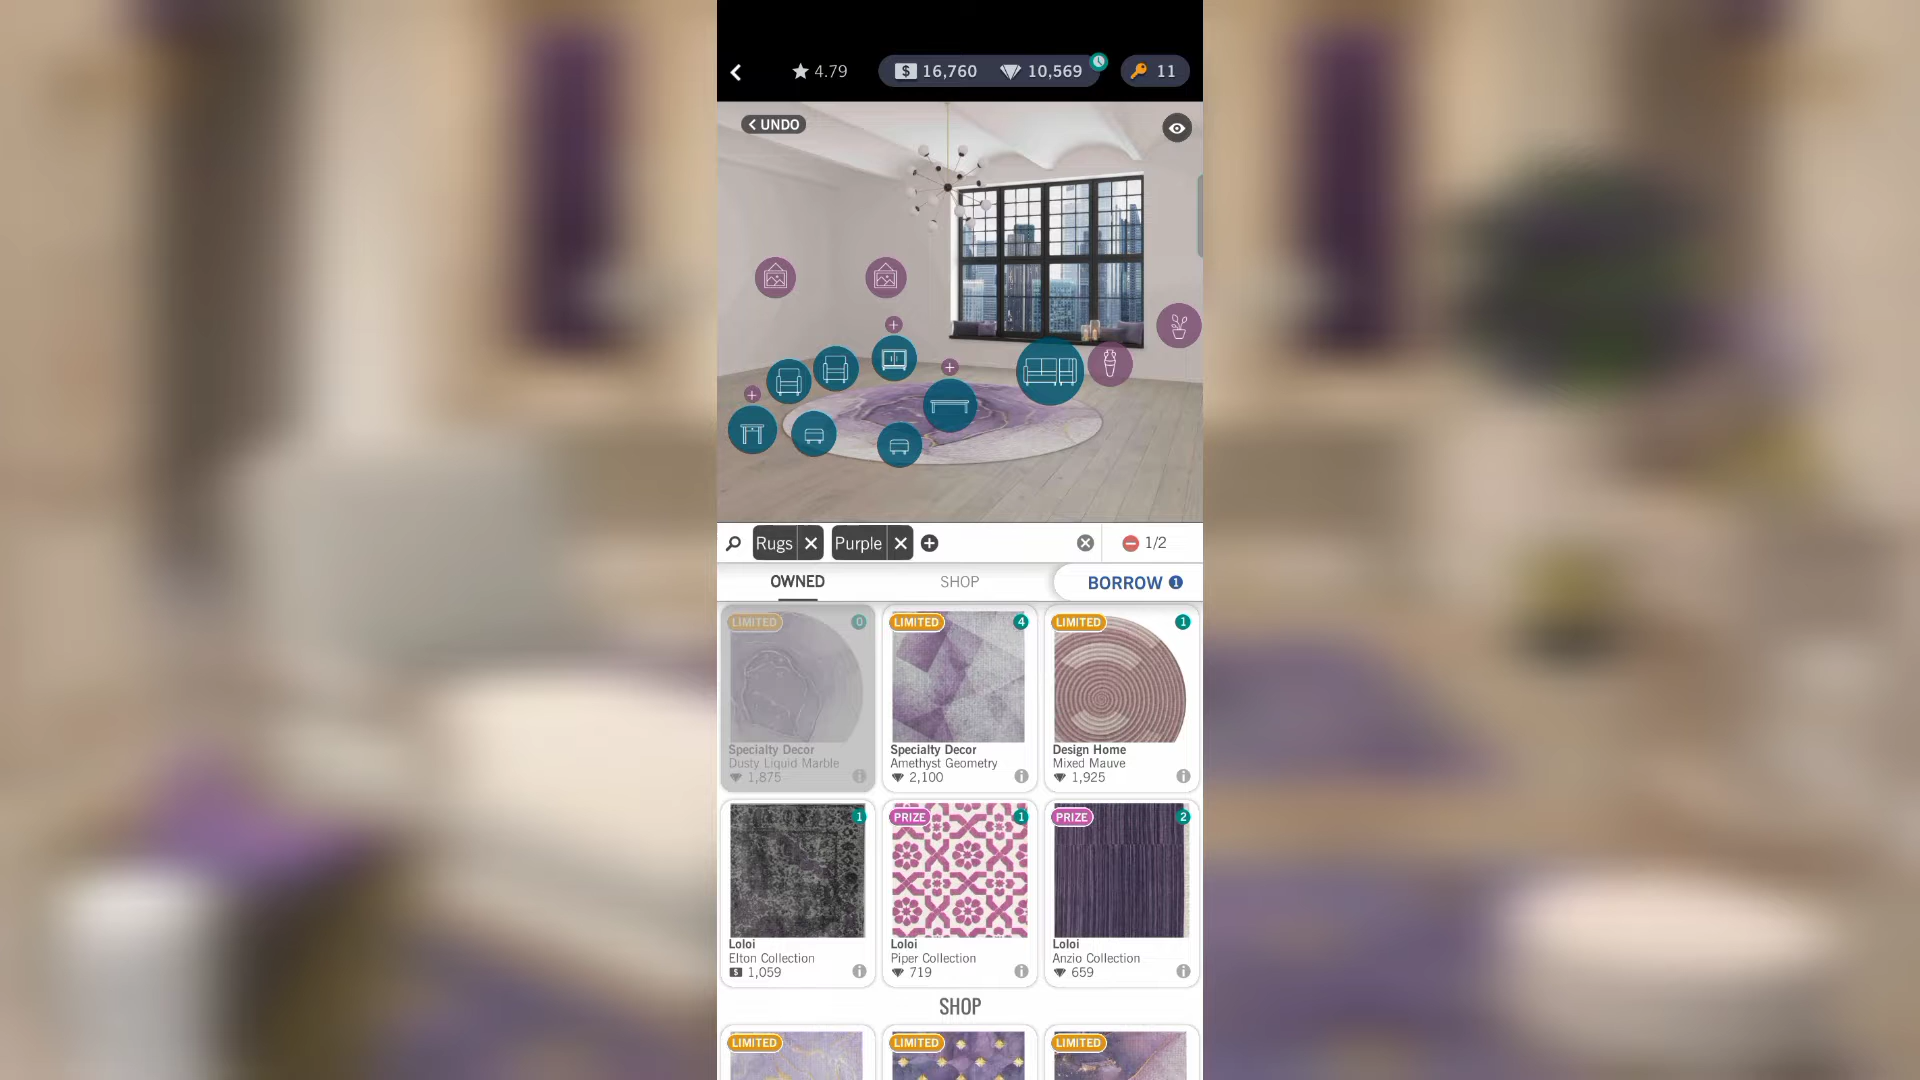 4.79
$ 16,760
10,569
11
UNDO
Rugs
Purple
1/2
OWNED
SHOP
BORROW 1
LIMITED 0
Specialty Decor
Dusty Liquid Marble
1,875
LIMITED 4
Specialty Decor
Amethyst Geometry
2,100
LIMITED 1
Design Home
Mixed Mauve
1,925
1
Loloi
Elton Collection
$ 1,059
PRIZE 1
Loloi
Piper Collection
719
PRIZE 2
Loloi
Anzio Collection
659
SHOP
LIMITED
LIMITED
LIMITED